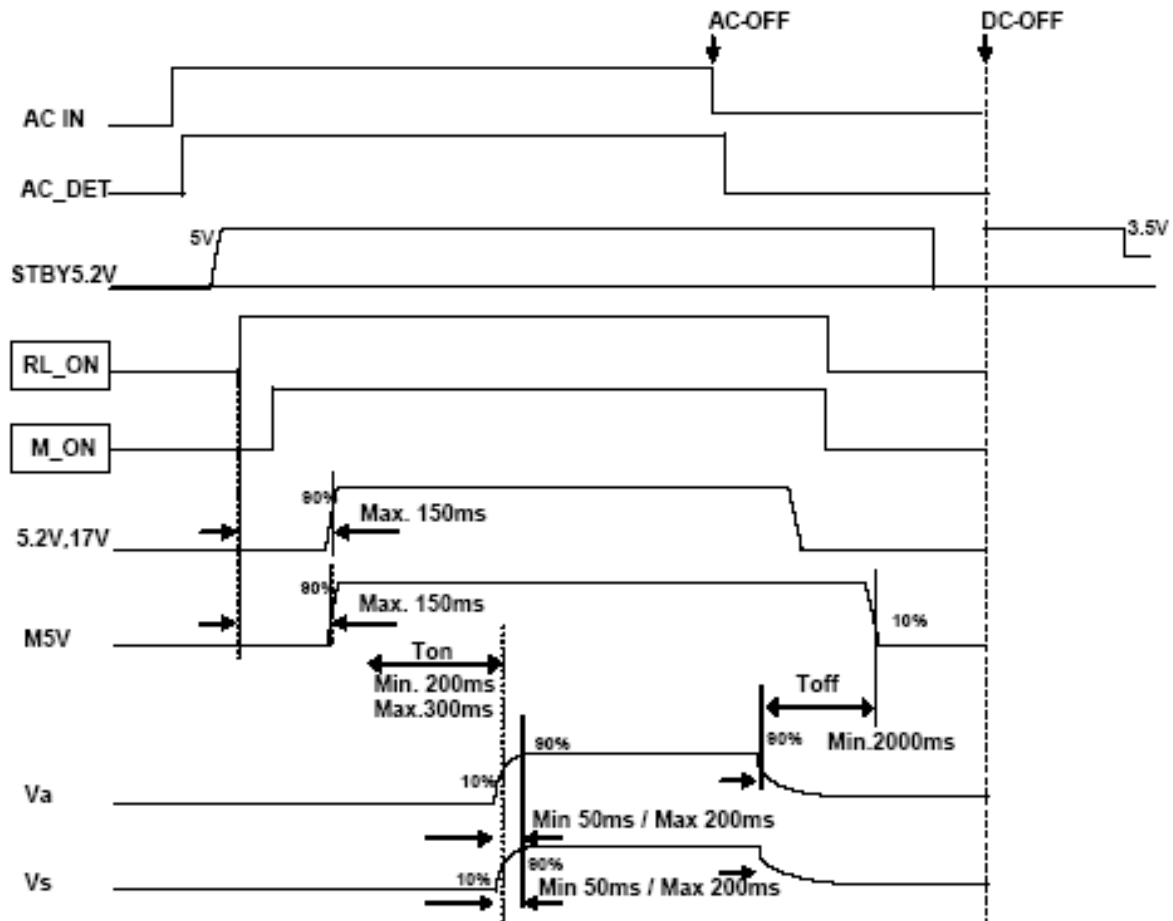 AC-OFF DC-OFF
AC IN
AC_DET
5V 3.5V
STBY5.2V
RL_ON
M_ON
90% Max. 150ms
5.2V,17V
90% Max. 150ms
10%
M5V
Ton
Min. 200ms
Max.300ms
Toff
Min.2000ms
90% 90%
10%
Va
Min 50ms / Max 200ms
90%
10%
Vs
Min 50ms / Max 200ms